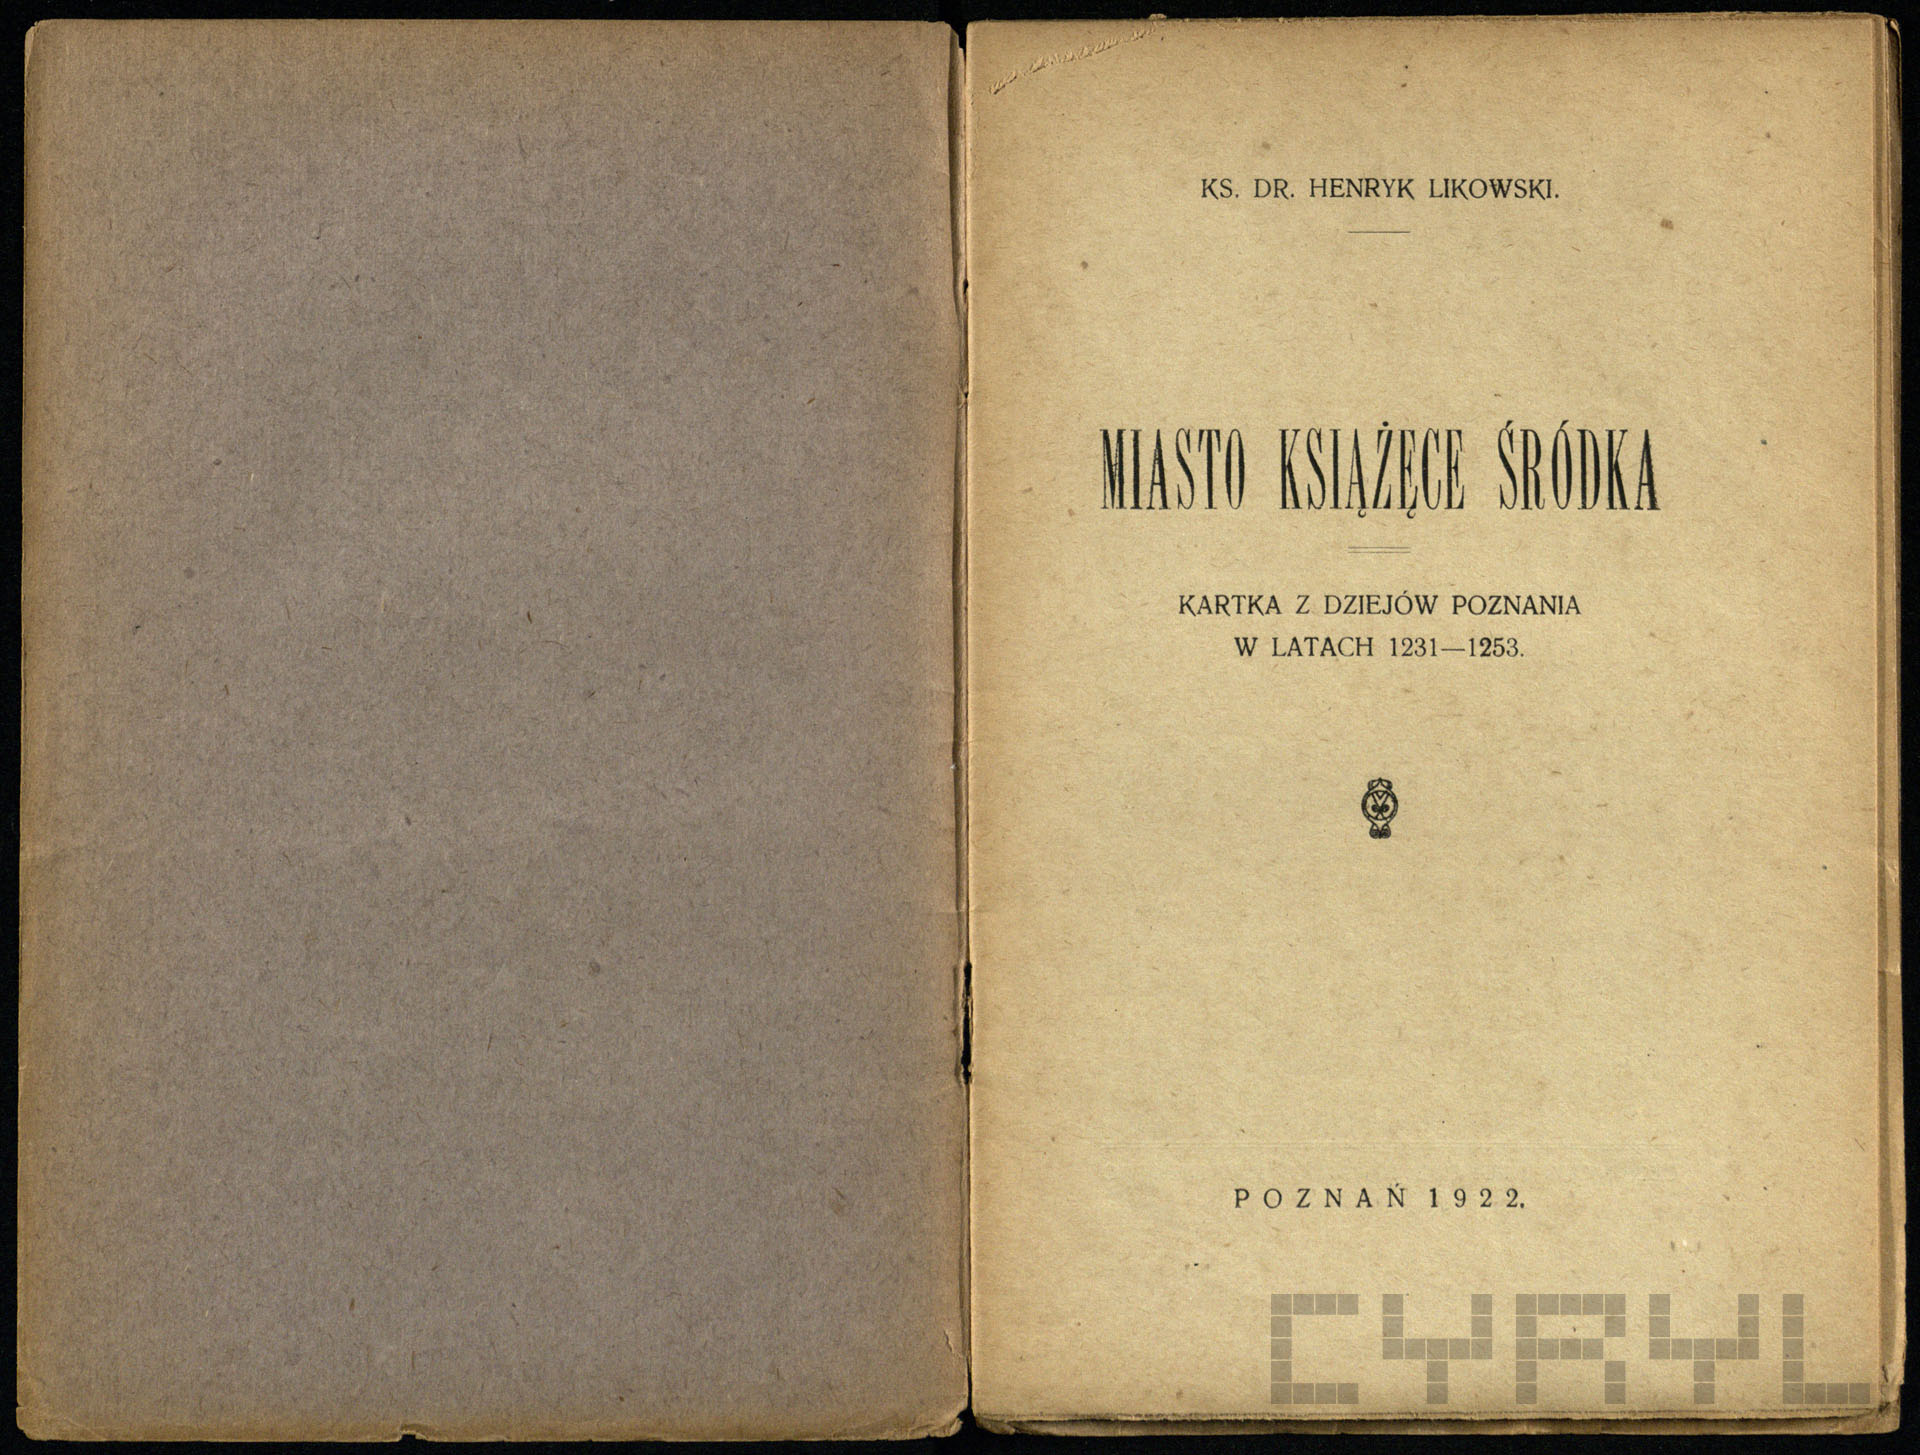 KS. DR. HENRYK LIKOWSKI.
MIASTO KSIĄŻĘCE ŚRÓDKA
KARTKA Z DZIEJÓW POZNANIA
W LATACH 1231—1253.
POZNAŃ 1922.
CYRYL